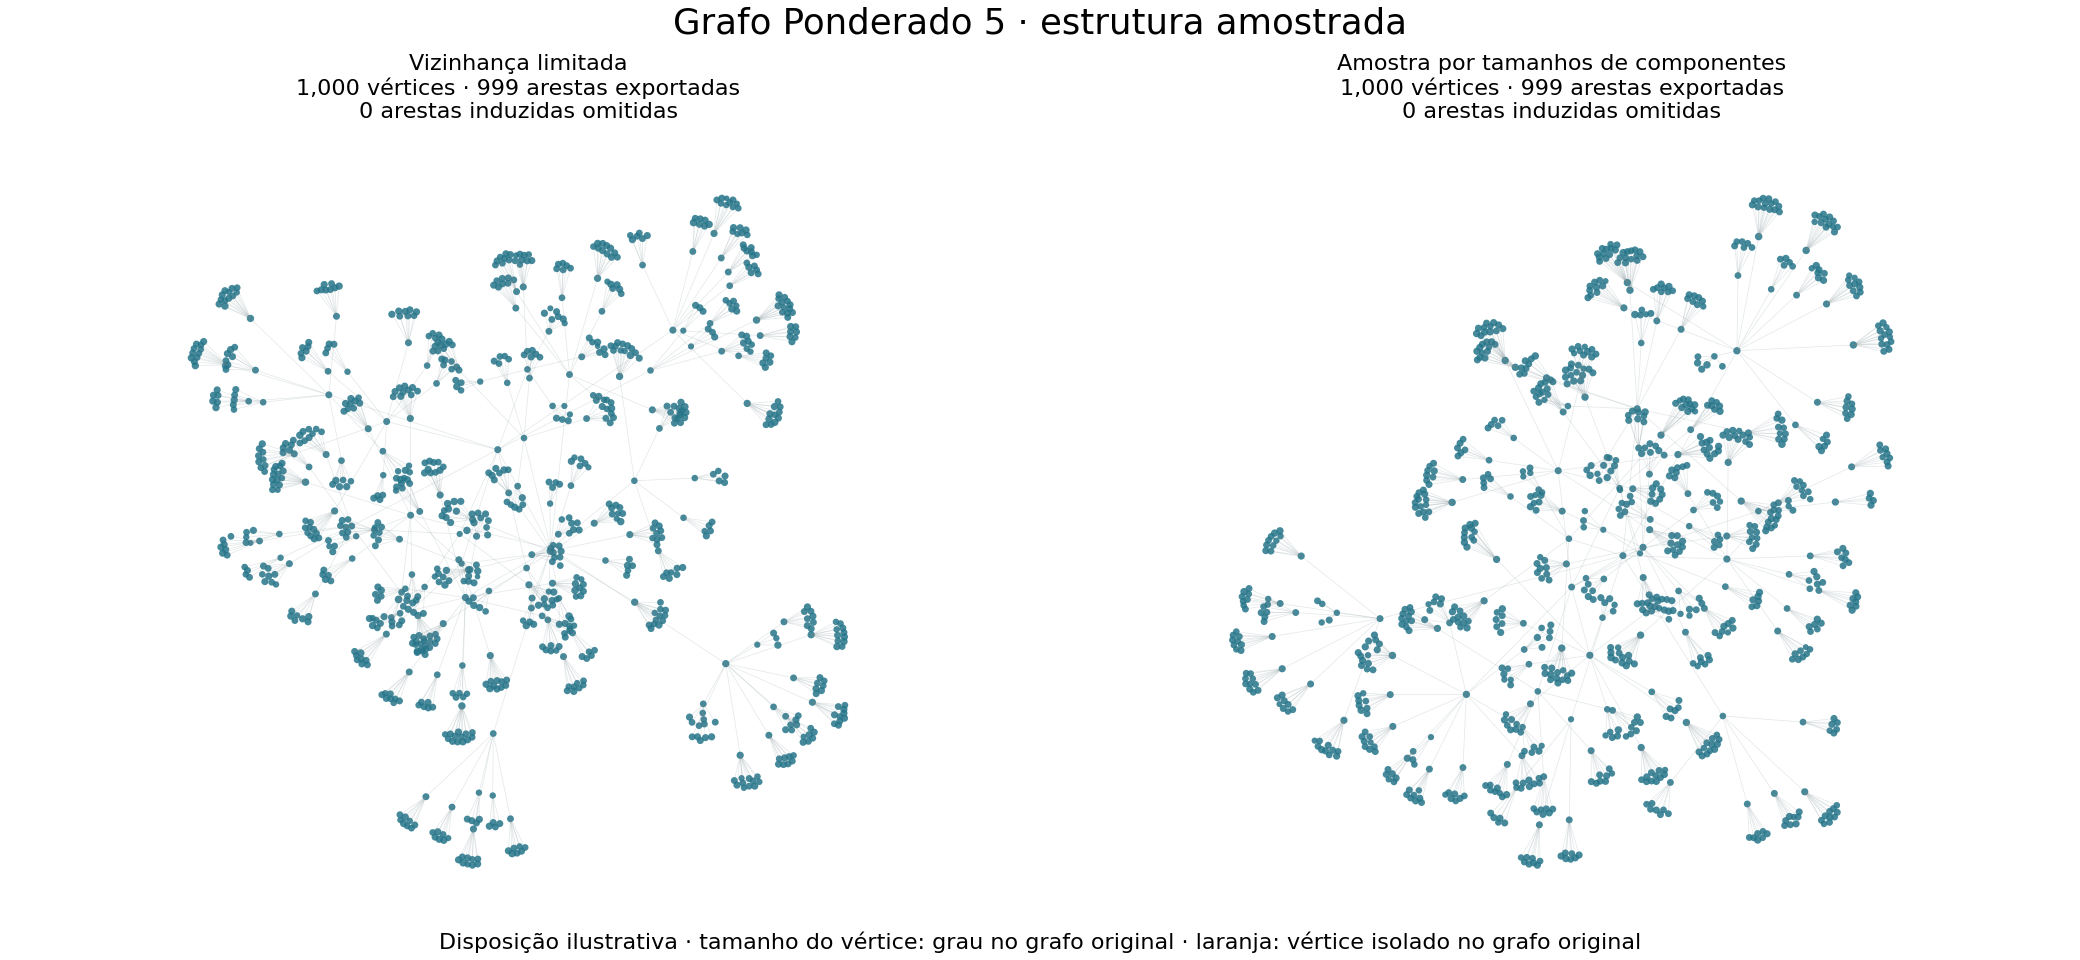 Grafo Ponderado 5 · estrutura amostrada
Vizinhança limitada
1,000 vértices · 999 arestas exportadas
0 arestas induzidas omitidas
Amostra por tamanhos de componentes
1,000 vértices · 999 arestas exportadas
0 arestas induzidas omitidas
Disposição ilustrativa · tamanho do vértice: grau no grafo original · laranja: vértice isolado no grafo original